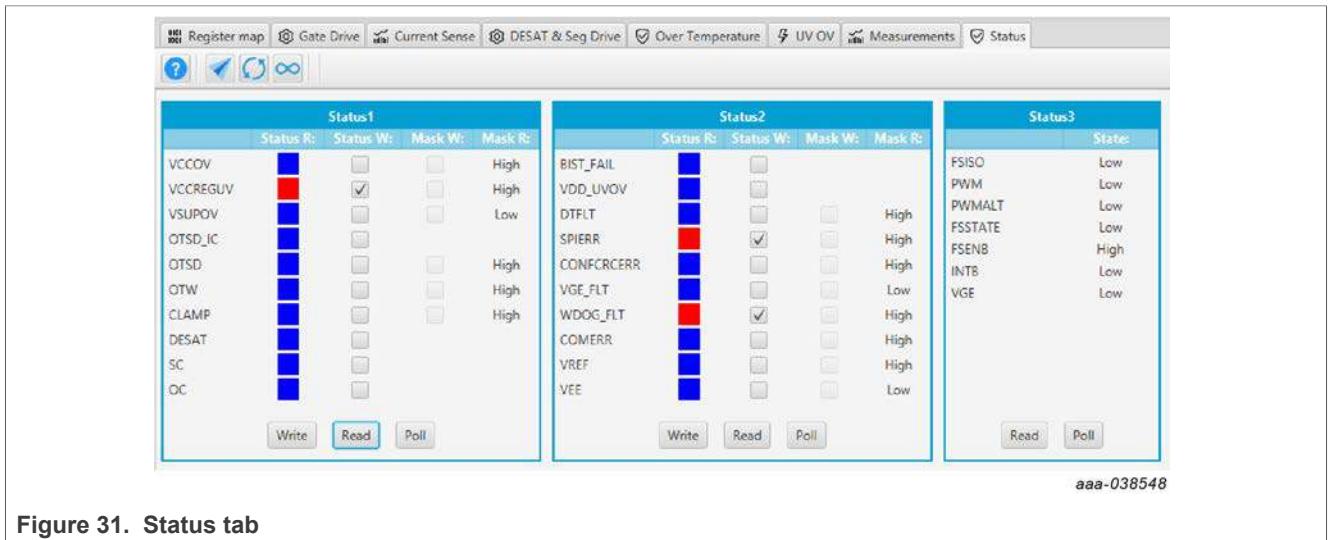 Register map Gate Drive Current Sense DESAT & Seg Drive Over Temperature UV OV Measurements Status
Status1
Status R: Status W: Mask W: Mask R:
VCCOV High
VCCREGUV High
VSUPOV Low
OTSD_IC
OTSD High
OTW High
CLAMP High
DESAT
SC
OC
Write Read Poll
Status2
Status R: Status W: Mask W: Mask R:
BIST_FAIL
VDD_UVOV
DTFLT High
SPIERR High
CONFCRCERR High
VGE_FLT Low
WDOG_FLT High
COMERR High
VREF High
VEE Low
Write Read Poll
Status3
State:
FSISO Low
PWM Low
PWMALT Low
FSSTATE Low
FSENB High
INTB Low
VGE Low
Read Poll
aaa-038548
Figure 31. Status tab